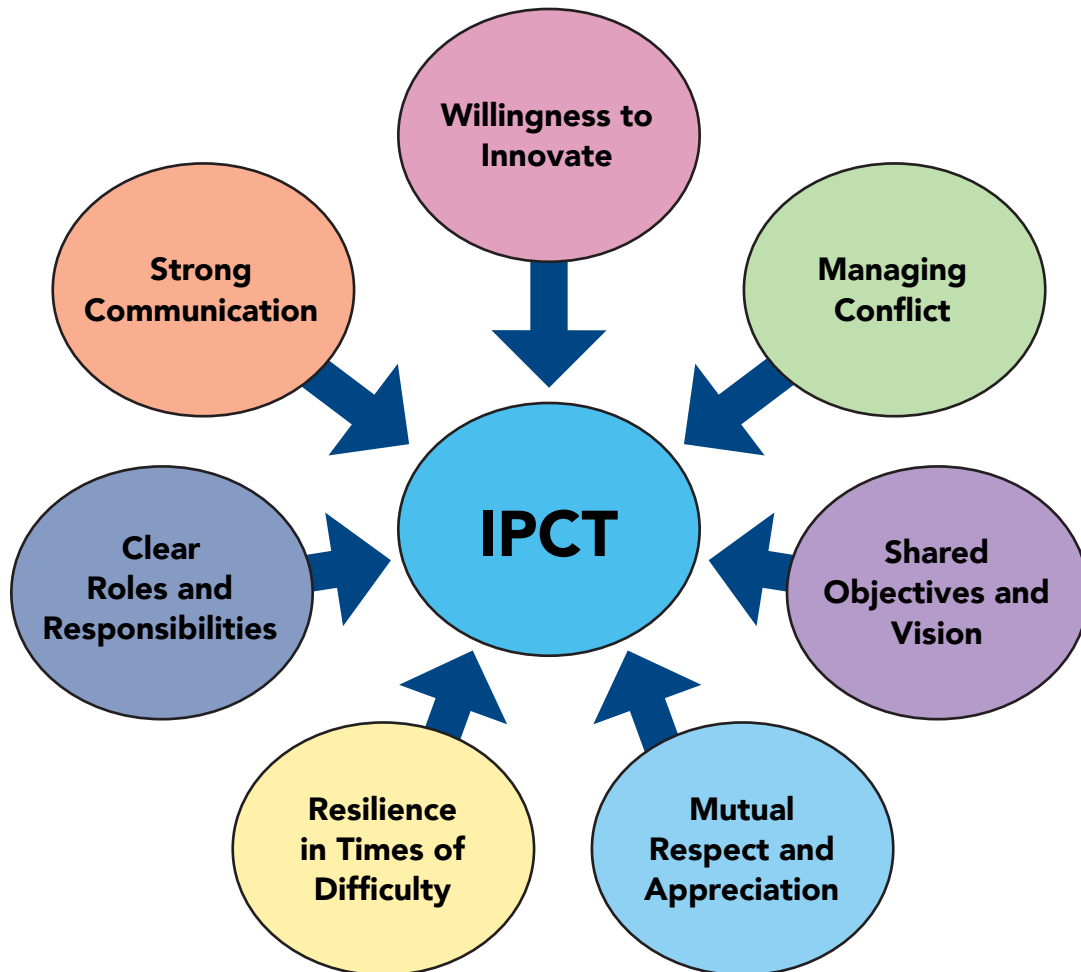 Willingness to
Innovate
Strong
Communication
Managing
Conflict
IPCT
Clear
Roles and
Responsibilities
Shared
Objectives and
Vision
Resilience
in Times of
Difficulty
Mutual
Respect and
Appreciation